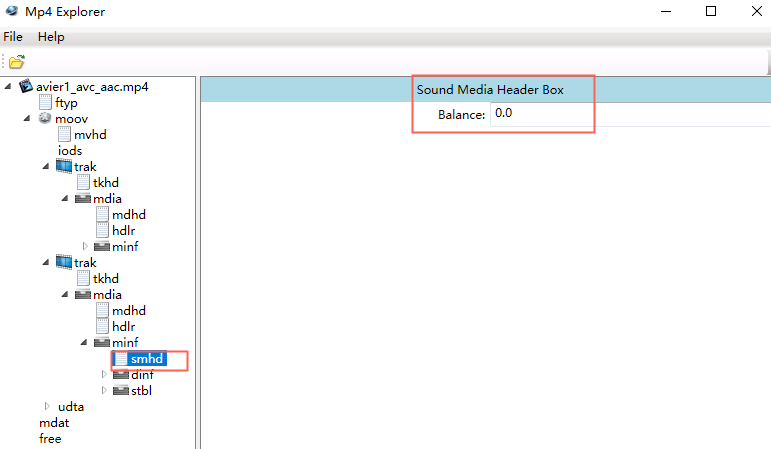 Mp4 Explorer
File Help
avier1_avc_aac.mp4
ftyp
moov
mvhd
iods
trak
tkhd
mdia
mdhd
hdlr
minf
trak
tkhd
mdia
mdhd
hdlr
minf
smhd
dinf
stbl
udta
mdat
free
Sound Media Header Box
Balance: 0.0